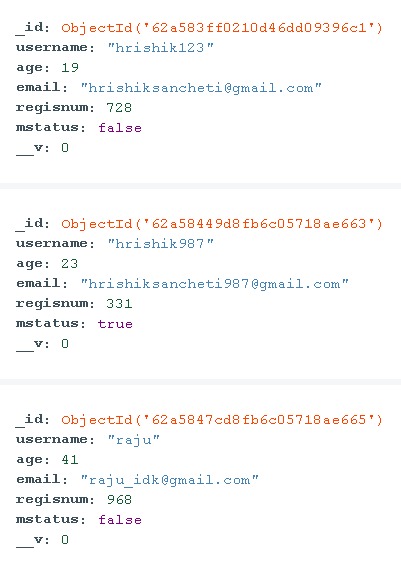 _id: ObjectId('62a583ff0210d46dd09396c1')
username: "hrishik123"
age: 19
email: "hrishiksancheti@gmail.com"
regisnum: 728
mstatus: false
__v: 0
_id: ObjectId('62a58449d8fb6c05718ae663')
username: "hrishik987"
age: 23
email: "hrishiksancheti987@gmail.com"
regisnum: 331
mstatus: true
__v: 0
_id: ObjectId('62a5847cd8fb6c05718ae665')
username: "raju"
age: 41
email: "raju_idk@gmail.com"
regisnum: 968
mstatus: false
__v: 0